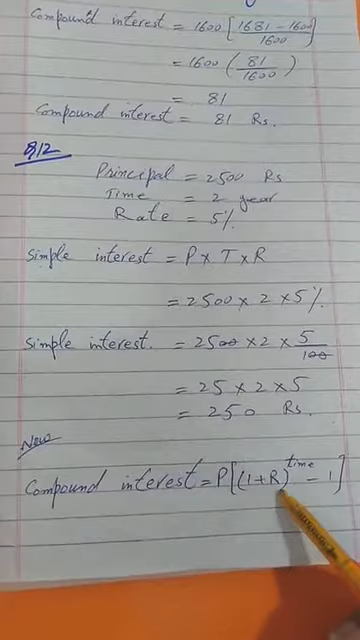 Compound interest = 1600 [1681 - 1600 / 1600]
= 1600 (81 / 1600)
= 81
Compound interest = 81 Rs.
8,12
Principal = 2500 Rs
Time = 2 year
Rate = 5%
Simple interest = P x T x R
= 2500 x 2 x 5%
Simple interest. = 2500 x 2 x 5 / 100
= 25 x 2 x 5
= 250 Rs.
New
Compound interest = P[(1+R)^time - 1]